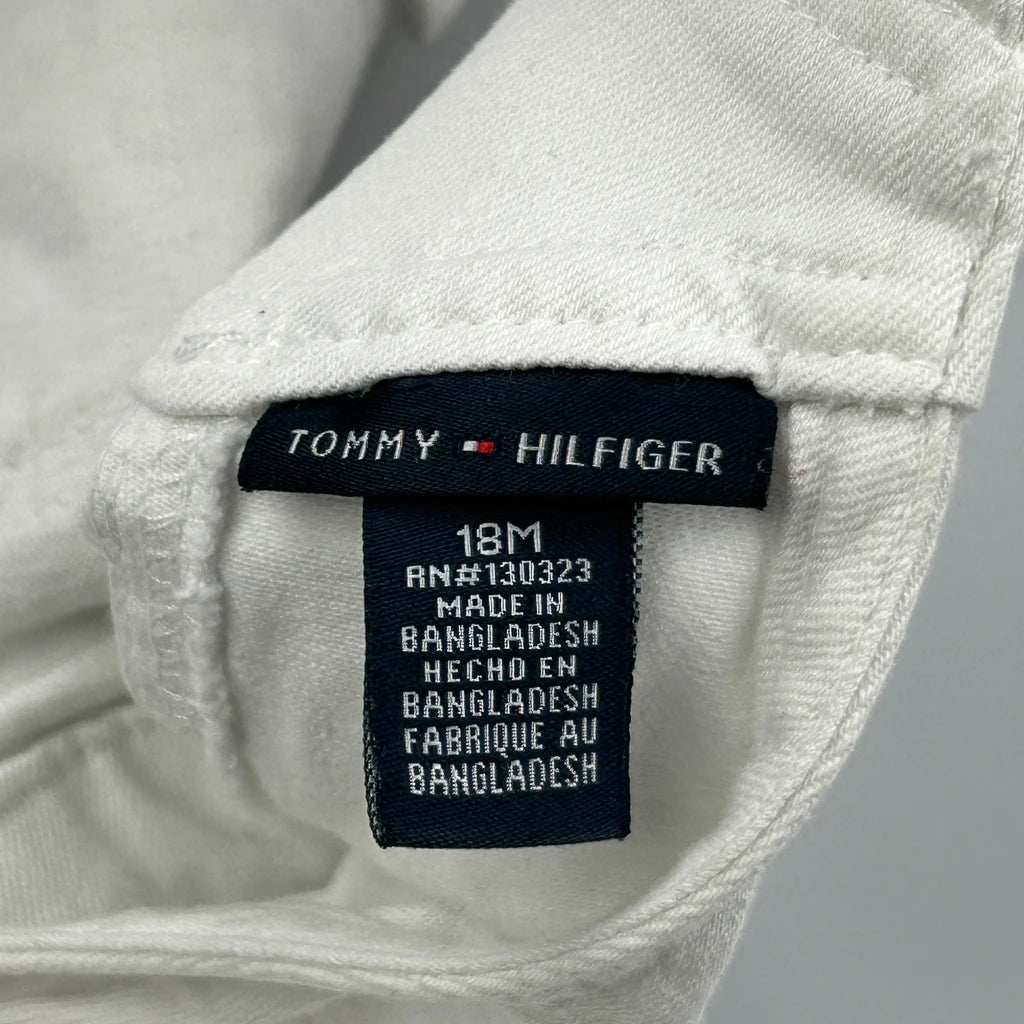 TOMMY HILFIGER
18M
RN#130323
MADE IN
BANGLADESH
HECHO EN
BANGLADESH
FABRIQUE AU
BANGLADESH